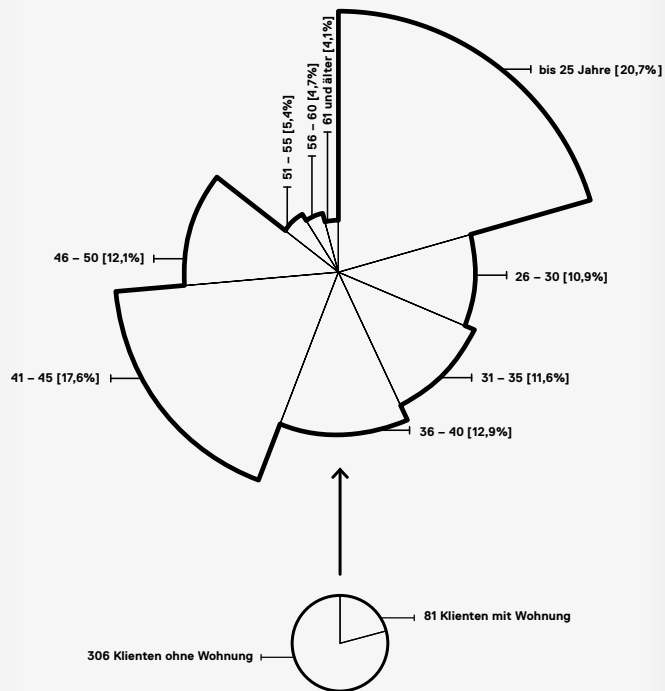 bis 25 Jahre [20,7%]
26 – 30 [10,9%]
31 – 35 [11,6%]
36 – 40 [12,9%]
41 – 45 [17,6%]
46 – 50 [12,1%]
51 – 55 [5,4%]
56 – 60 [4,7%]
61 und älter [4,1%]
81 Klienten mit Wohnung
306 Klienten ohne Wohnung